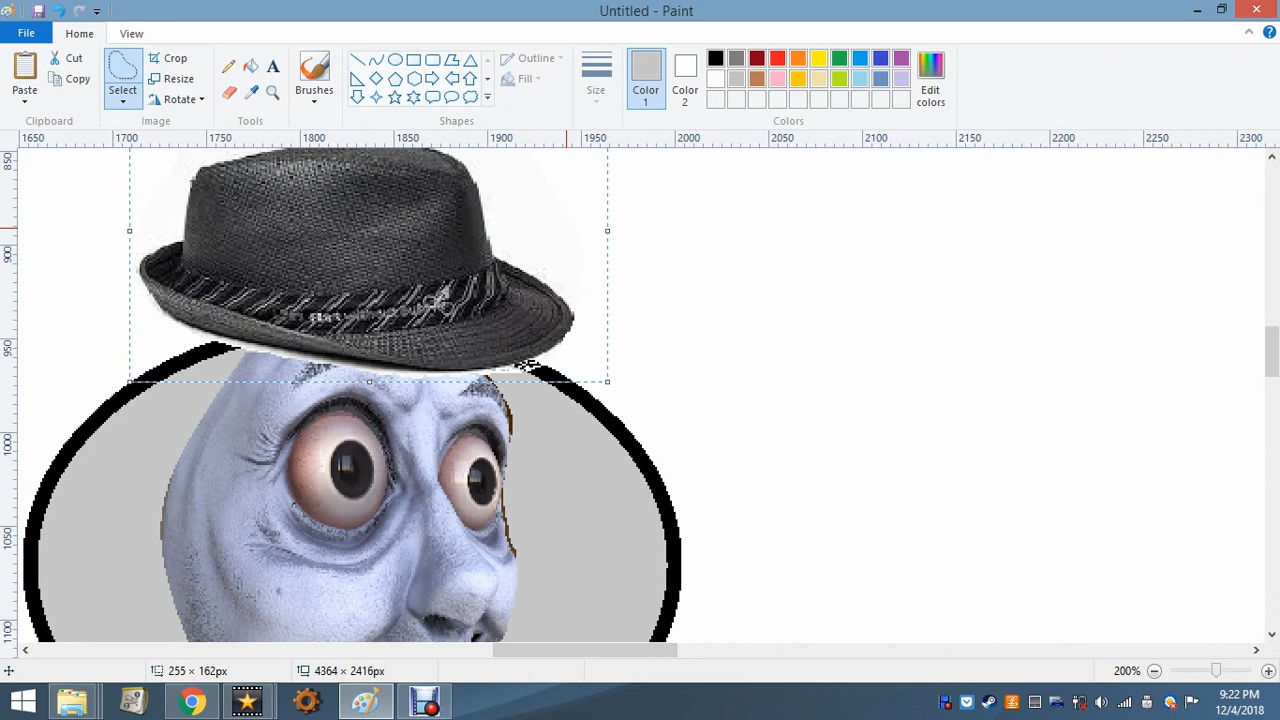 Untitled - Paint
File Home View
Paste
Cut
Copy
Clipboard
Select
Crop
Resize
Rotate
Image
A
Tools
Brushes
Outline
Fill
Shapes
Size
Color 1
Color 2
Edit colors
Colors
1650 1700 1750 1800 1850 1900 1950 2000 2050 2100 2150 2200 2250 2300
850
900
950
1000
1050
1100
255 × 162px 4364 × 2416px 200%
9:22 PM
12/4/2018